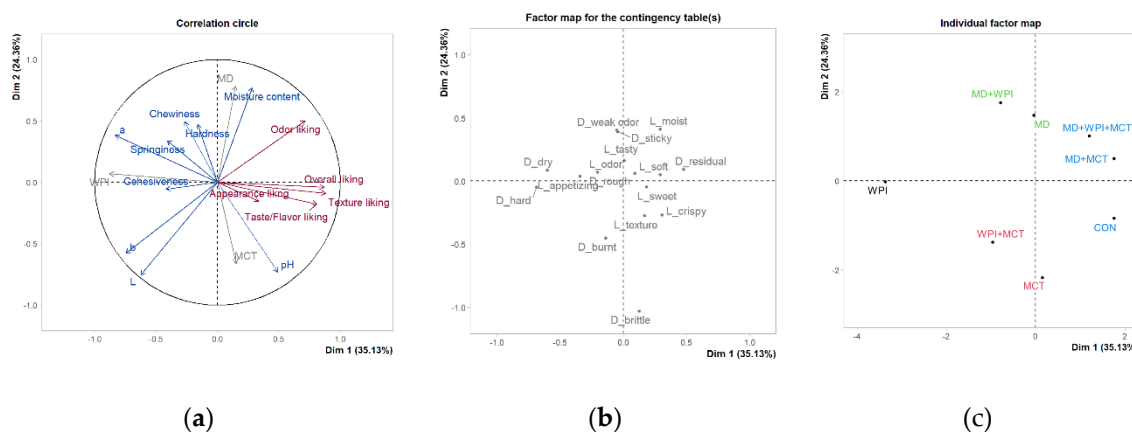 Correlation circle
Dim 2 (24.36%)
1.0
0.5
0.0
-0.5
-1.0
MD
Moisture content
Chewiness
a
Hardness
Odor liking
Springiness
WPI
Cohesiveness
Overall liking
Appearance likng
Texture liking
Taste/Flavor liking
b
MCT
pH
L
-1.0
-0.5
0.0
0.5
1.0
Dim 1 (35.13%)
(a)
Factor map for the contingency table(s)
Dim 2 (24.36%)
1.0
0.5
0.0
-0.5
-1.0
D_weak odor
L_moist
D_sticky
L_tasty
D_dry
L_odor
L_soft
D_residual
D_rough
L_appetizing
D_hard
L_sweet
L_crispy
L_texture
D_burnt
D_brittle
-1.0
-0.5
0.0
0.5
1.0
Dim 1 (35.13%)
(b)
Individual factor map
Dim 2 (24.36%)
2
0
-2
MD+WPI
MD
MD+WPI+MCT
MD+MCT
WPI
CON
WPI+MCT
MCT
-4
-2
0
Dim 1 (35.13%
(c)